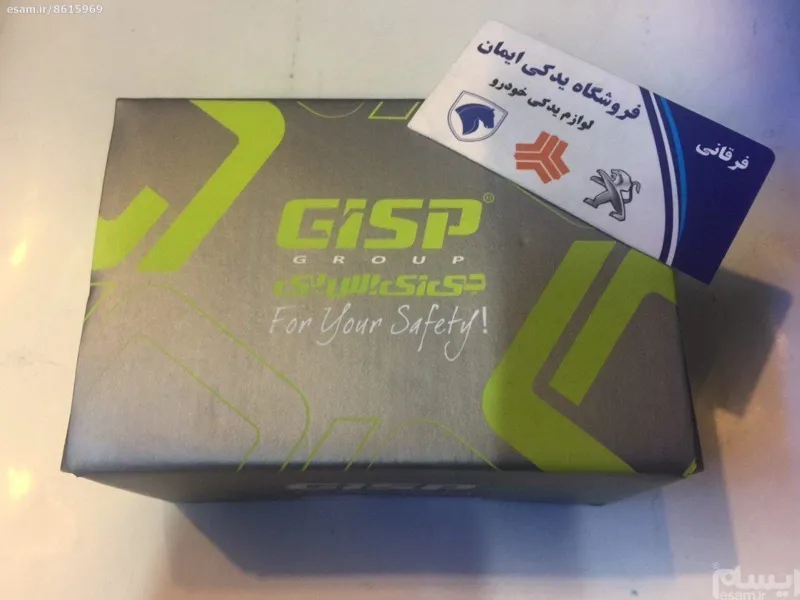 esam.ir/8615969
فروشگاه یدکی ایمان
لوازم یدکی خودرو
فرقانی
GISP®
GROUP
جی‌ای‌اس‌پی
For Your Safety!
GISP
ایسام
esam.ir